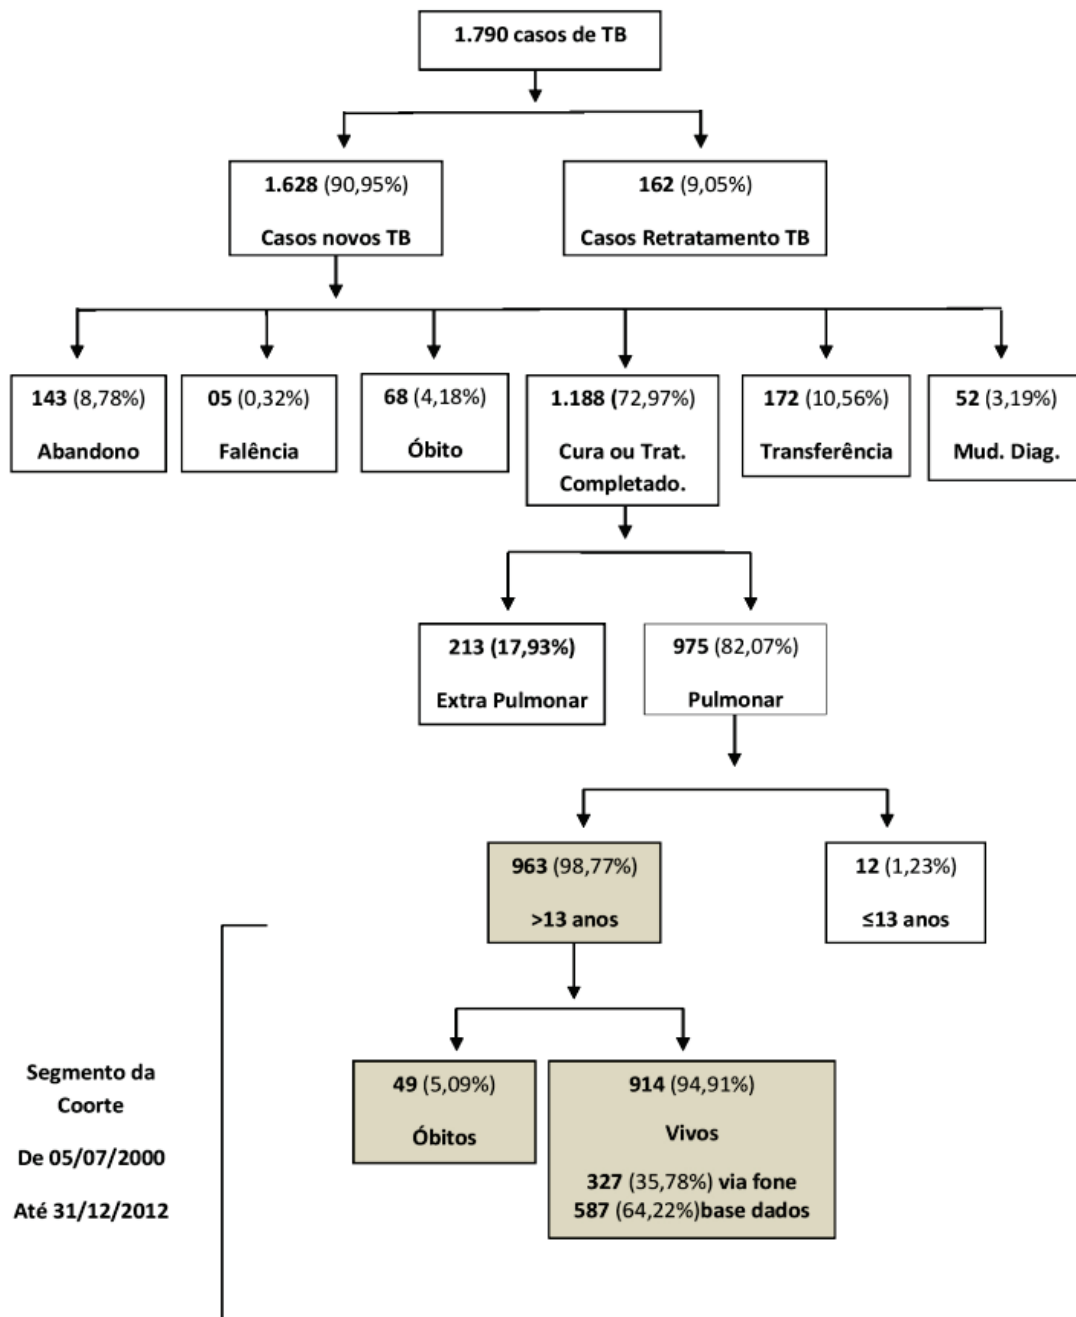 1.790 casos de TB
1.628 (90,95%)
Casos novos TB
162 (9,05%)
Casos Retratamento TB
143 (8,78%)
Abandono
05 (0,32%)
Falência
68 (4,18%)
Óbito
1.188 (72,97%)
Cura ou Trat.
Completado.
172 (10,56%)
Transferência
52 (3,19%)
Mud. Diag.
213 (17,93%)
Extra Pulmonar
975 (82,07%)
Pulmonar
963 (98,77%)
>13 anos
12 (1,23%)
≤13 anos
Segmento da
Coorte
De 05/07/2000
Até 31/12/2012
49 (5,09%)
Óbitos
914 (94,91%)
Vivos
327 (35,78%) via fone
587 (64,22%)base dados